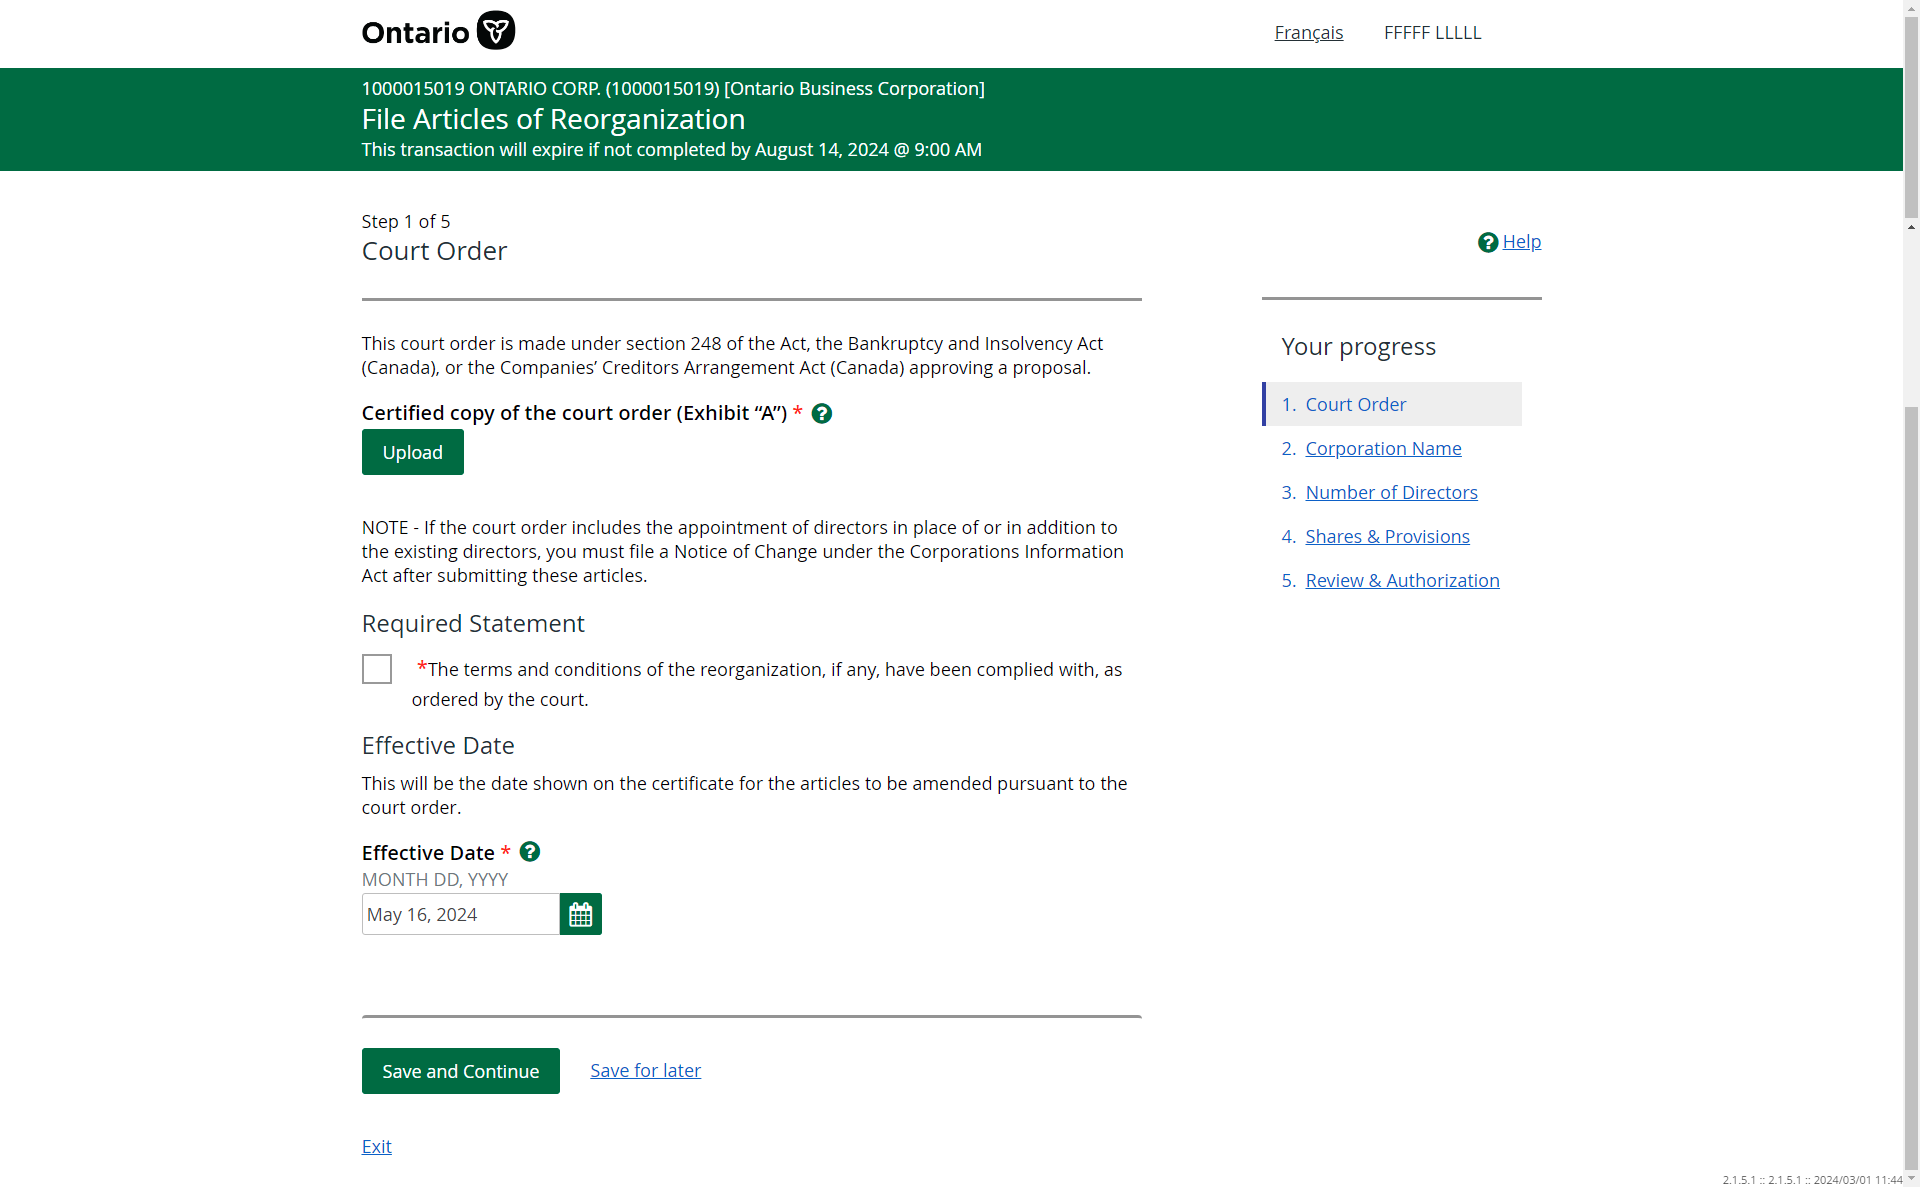 Ontario
Français
FFFFF LLLLL
1000015019 ONTARIO CORP. (1000015019) [Ontario Business Corporation]
File Articles of Reorganization
This transaction will expire if not completed by August 14, 2024 @ 9:00 AM
Step 1 of 5
Court Order
Help
This court order is made under section 248 of the Act, the Bankruptcy and Insolvency Act
(Canada), or the Companies’ Creditors Arrangement Act (Canada) approving a proposal.
Certified copy of the court order (Exhibit “A”) *
Upload
NOTE - If the court order includes the appointment of directors in place of or in addition to
the existing directors, you must file a Notice of Change under the Corporations Information
Act after submitting these articles.
Required Statement
*The terms and conditions of the reorganization, if any, have been complied with, as
ordered by the court.
Effective Date
This will be the date shown on the certificate for the articles to be amended pursuant to the
court order.
Effective Date *
MONTH DD, YYYY
May 16, 2024
Save and Continue
Save for later
Exit
Your progress
1. Court Order
2. Corporation Name
3. Number of Directors
4. Shares & Provisions
5. Review & Authorization
2.1.5.1 :: 2.1.5.1 :: 2024/03/01 11:44